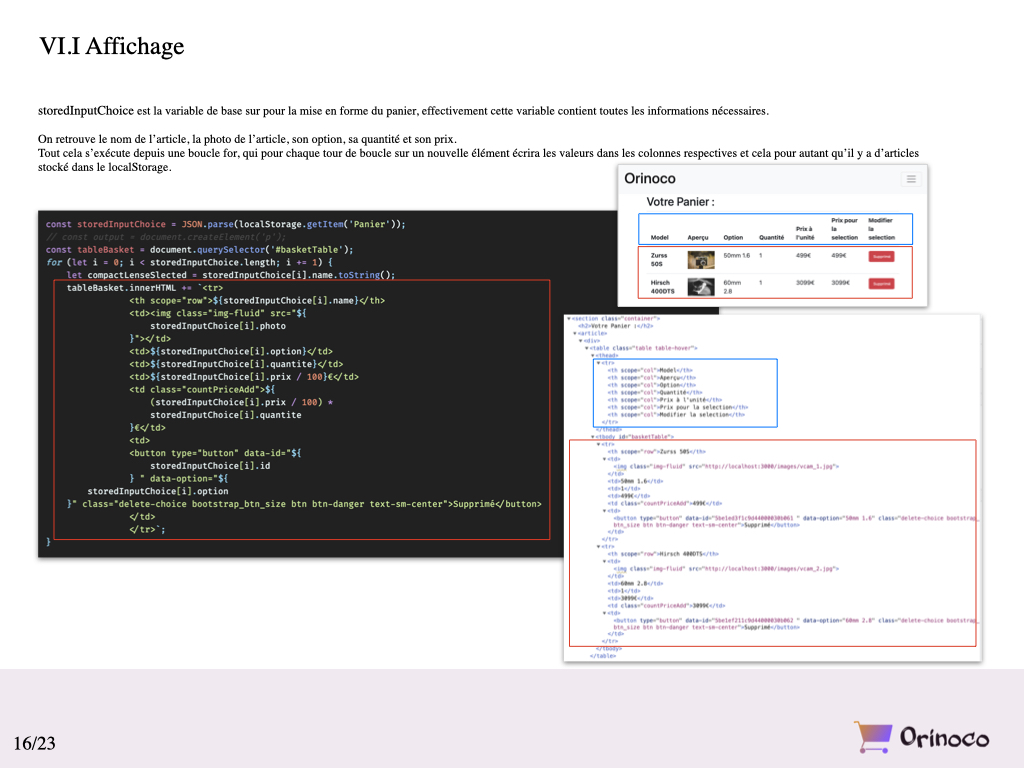 VI.I Affichage
storedInputChoice est la variable de base sur pour la mise en forme du panier, effectivement cette variable contient toutes les informations nécessaires.
On retrouve le nom de l'article, la photo de l'article, son option, sa quantité et son prix.
Tout cela s'exécute depuis une boucle for, qui pour chaque tour de boucle sur un nouvelle élément écrira les valeurs dans les colonnes respectives et cela pour autant qu'il y a d'articles
stocké dans le localStorage.
const storedInputChoice = JSON.parse(localStorage.getItem('Panier'));
// const output = document.createElement('p');
const tableBasket = document.querySelector('#basketTable');
for (let i = 0; i < storedInputChoice.length; i += 1) {
let compactLenseSlected = storedInputChoice[i].name.toString();
tableBasket.innerHTML += `<tr>
<th scope="row">${storedInputChoice[i].name}</th>
<td><img class="img-fluid" src="${
storedInputChoice[i].photo
}"></td>
<td>${storedInputChoice[i].option}</td>
<td>${storedInputChoice[i].quantite}</td>
<td>${storedInputChoice[i].prix / 100}€</td>
<td class="countPriceAdd">${
(storedInputChoice[i].prix / 100) *
storedInputChoice[i].quantite
}€</td>
<td>
<button type="button" data-id="${
storedInputChoice[i].id
} " data-option="${
storedInputChoice[i].option
}" class="delete-choice bootstrap_btn_size btn btn-danger text-sm-center">Supprimé</button>
</td>
</tr>`;
}
Orinoco
Votre Panier :
Model Aperçu Option Quantité Prix à l'unité Prix pour la selection Modifier la selection
Zurss 50S 50mm 1.6 1 499€ 499€ Supprimé
Hirsch 400DTS 60mm 2.8 1 3099€ 3099€ Supprimé
<section class="container">
<h2>Votre Panier :</h2>
<article>
<div>
<table class="table table-hover">
<thead>
<tr>
<th scope="col">Model</th>
<th scope="col">Aperçu</th>
<th scope="col">Option</th>
<th scope="col">Quantité</th>
<th scope="col">Prix à l'unité</th>
<th scope="col">Prix pour la selection</th>
<th scope="col">Modifier la selection</th>
</tr>
</thead>
<tbody id="basketTable">
<tr>
<th scope="row">Zurss 50S</th>
<td>
<img class="img-fluid" src="http://localhost:3000/images/vcam_1.jpg">
</td>
<td>50mm 1.6</td>
<td>1</td>
<td>499€</td>
<td class="countPriceAdd">499€</td>
<td>
<button type="button" data-option="50mm 1.6" class="delete-choice bootstrap_
btn_size btn btn-danger text-sm-center">Supprimé</button>
</td>
</tr>
<tr>
<th scope="row">Hirsch 400DTS</th>
<td>
<img class="img-fluid" src="http://localhost:3000/images/vcam_2.jpg">
</td>
<td>60mm 2.8</td>
<td>1</td>
<td>3099€</td>
<td class="countPriceAdd">3099€</td>
<td>
<button type="button" data-option="60mm 2.8" class="delete-choice bootstrap_
btn_size btn btn-danger text-sm-center">Supprimé</button>
</td>
</tr>
</tbody>
</table>
16/23
Orinoco